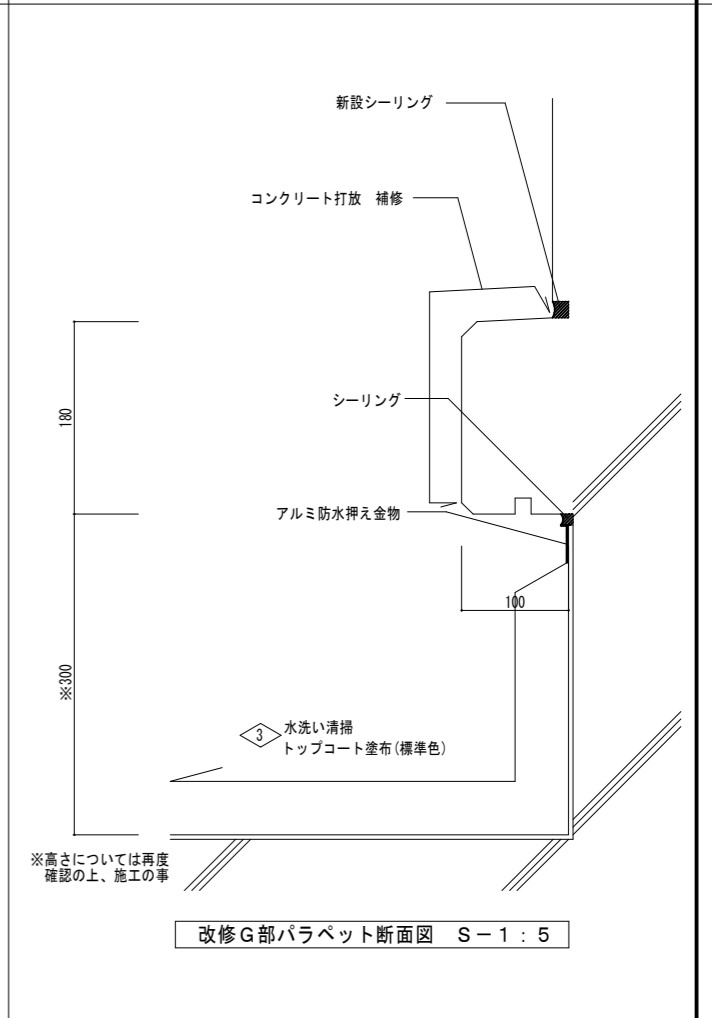 新設シーリング
コンクリート打放　補修
180
シーリング
アルミ防水押え金物
100
※300
3
水洗い清掃
トップコート塗布(標準色)
※高さについては再度
確認の上、施工の事
改修G部パラペット断面図　S－1：5